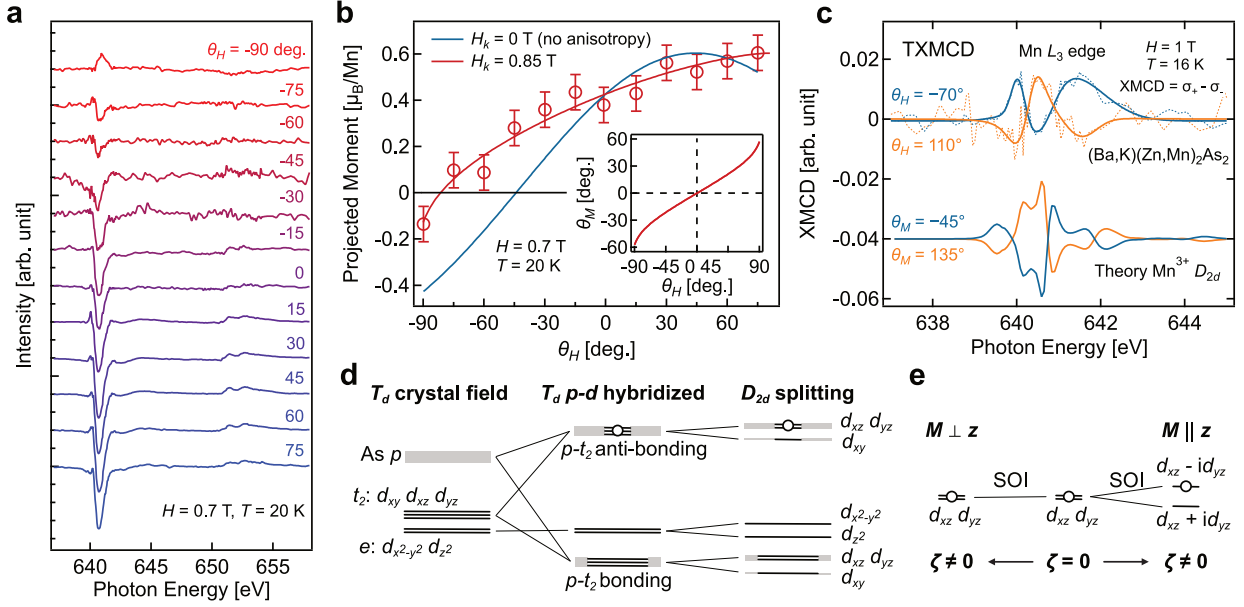 a
θH = -90 deg.
-75
-60
-45
-30
-15
0
15
30
45
60
75
H = 0.7 T, T = 20 K
Intensity [arb. unit]
640 645 650 655
Photon Energy [eV]
b
Hk = 0 T (no anisotropy)
Hk = 0.85 T
Projected Moment [μB/Mn]
0.6
0.4
0.2
0
-0.2
-0.4
H = 0.7 T
T = 20 K
-90 -60 -30 0 30 60
θH [deg.]
60
30
0
-30
-60
θM [deg.]
-90 -45 0 45 90
θH [deg.]
c
TXMCD
Mn L3 edge
H = 1 T
T = 16 K
XMCD = σ+ - σ-
θH = −70°
θH = 110°
(Ba,K)(Zn,Mn)2As2
θM = −45°
θM = 135°
Theory Mn3+ D2d
XMCD [arb. unit]
0.02
0
-0.02
-0.04
-0.06
638 640 642 644
Photon Energy [eV]
d
Td crystal field
Td p-d hybridized
D2d splitting
As p
t2: dxy dxz dyz
e: dx2-y2 dz2
p-t2 anti-bonding
p-t2 bonding
dxz dyz
dxy
dx2-y2
dz2
dxz dyz
dxy
e
M ⊥ z
M || z
SOI
SOI
dxz - idyz
dxz dyz
dxz dyz
dxz + idyz
ζ ≠ 0
ζ = 0
ζ ≠ 0